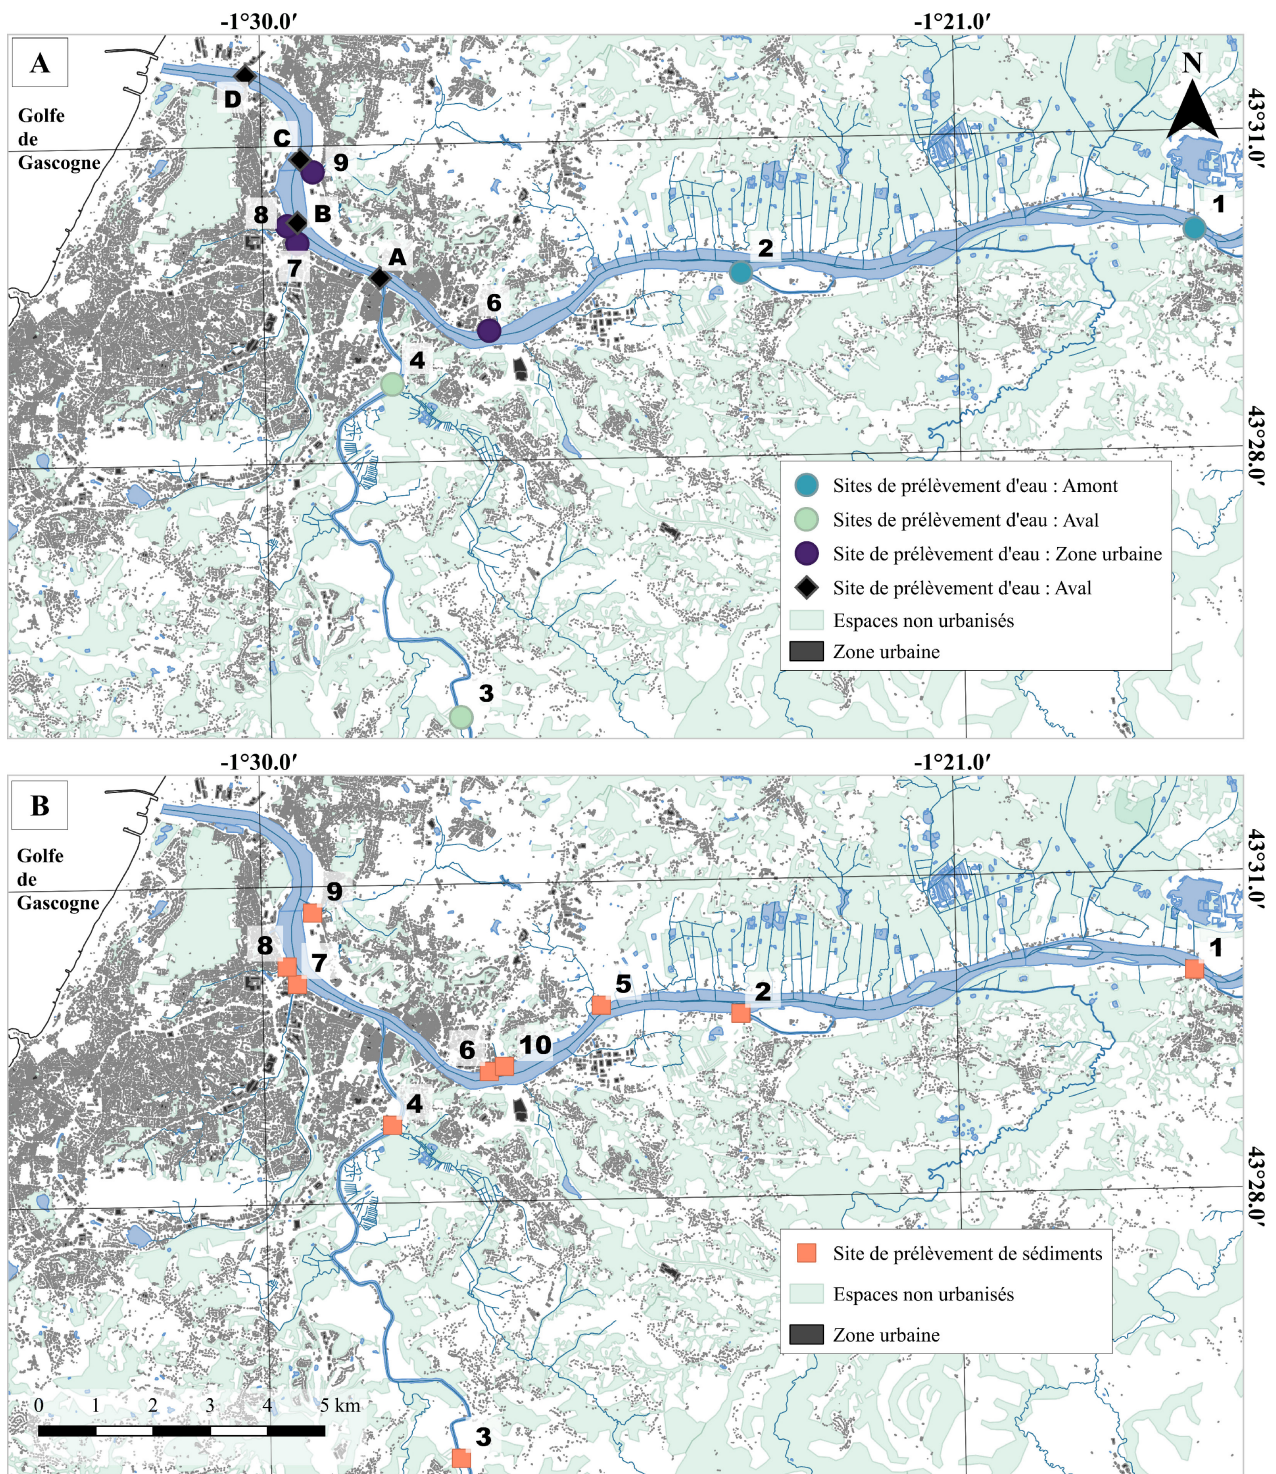 -1°30.0′
-1°21.0′
A
N
Golfe
de
Gascogne
D
C
9
43°31.0′
8
B
7
A
2
1
6
4
43°28.0′
Sites de prélèvement d'eau : Amont
Sites de prélèvement d'eau : Aval
Site de prélèvement d'eau : Zone urbaine
Site de prélèvement d'eau : Aval
Espaces non urbanisés
Zone urbaine
3
-1°30.0′
-1°21.0′
B
Golfe
de
Gascogne
43°31.0′
9
8
7
1
5
2
6
10
4
43°28.0′
Site de prélèvement de sédiments
Espaces non urbanisés
Zone urbaine
0 1 2 3 4 5 km
3